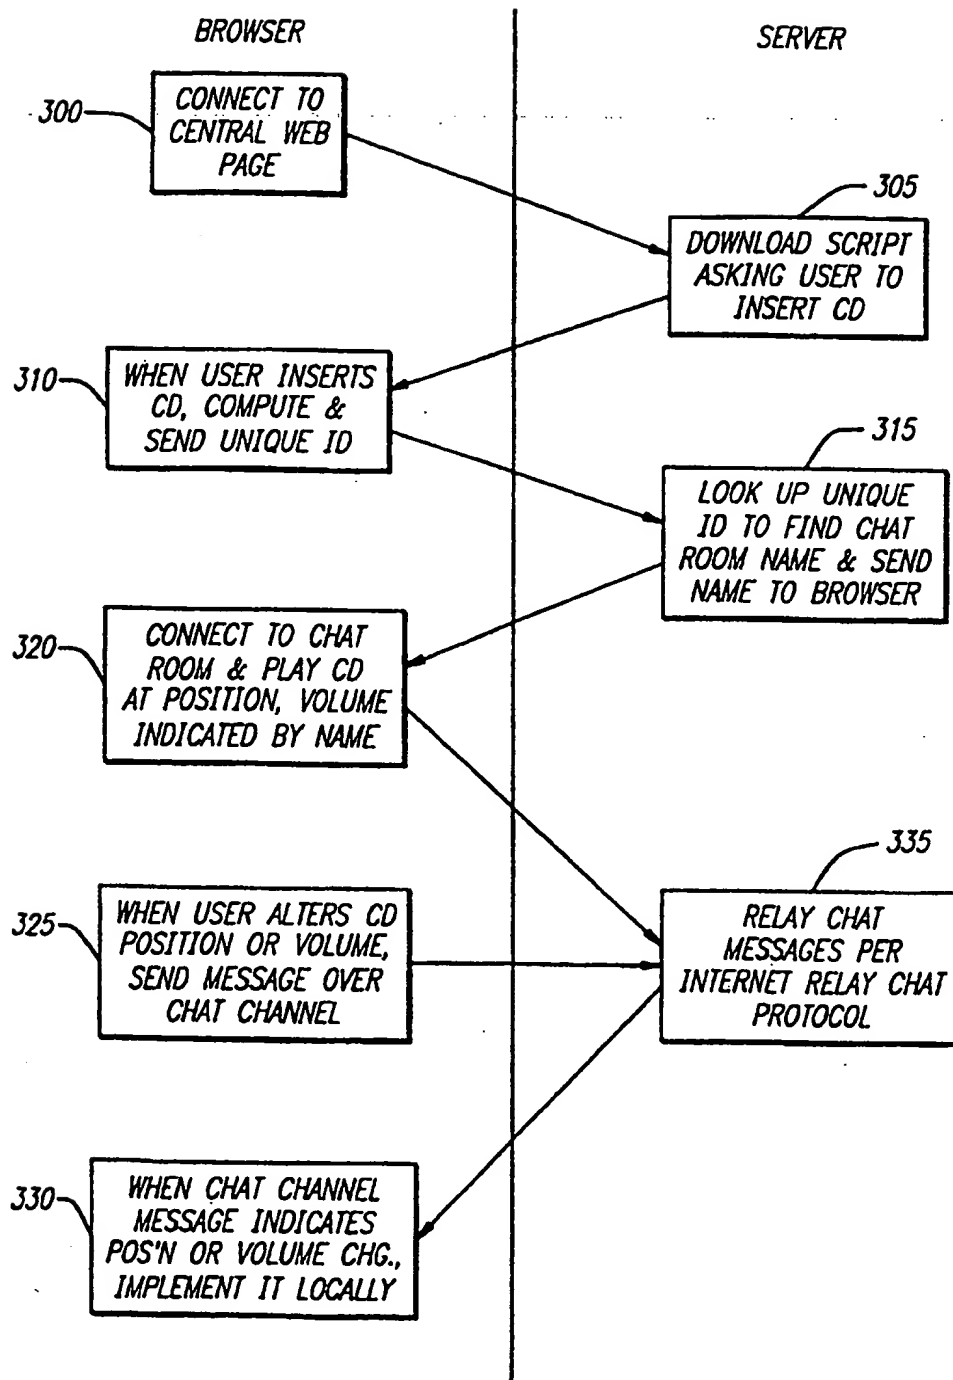 BROWSER
SERVER
300
CONNECT TO
CENTRAL WEB
PAGE
305
DOWNLOAD SCRIPT
ASKING USER TO
INSERT CD
310
WHEN USER INSERTS
CD, COMPUTE &
SEND UNIQUE ID
315
LOOK UP UNIQUE
ID TO FIND CHAT
ROOM NAME & SEND
NAME TO BROWSER
320
CONNECT TO CHAT
ROOM & PLAY CD
AT POSITION, VOLUME
INDICATED BY NAME
325
WHEN USER ALTERS CD
POSITION OR VOLUME,
SEND MESSAGE OVER
CHAT CHANNEL
335
RELAY CHAT
MESSAGES PER
INTERNET RELAY CHAT
PROTOCOL
330
WHEN CHAT CHANNEL
MESSAGE INDICATES
POS'N OR VOLUME CHG.,
IMPLEMENT IT LOCALLY